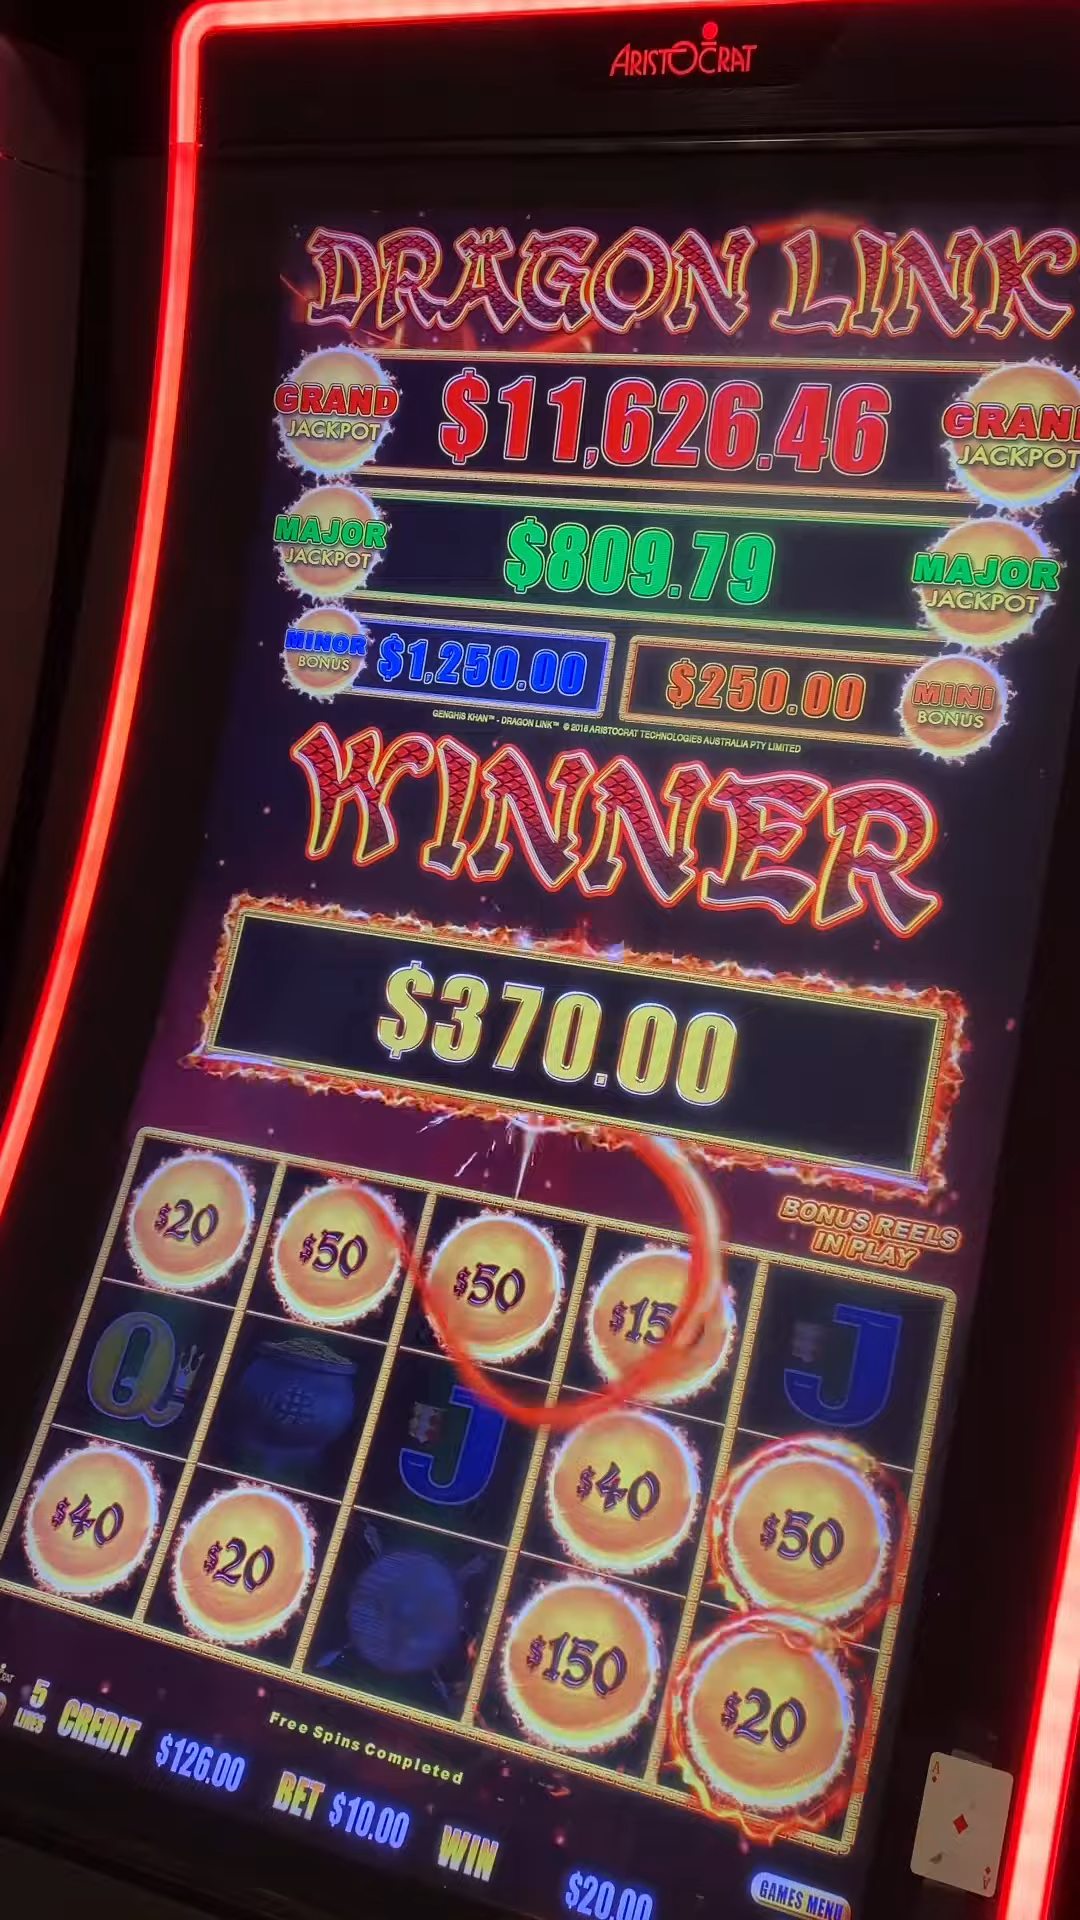 ARISTOCRAT
DRAGON LINK
GRAND JACKPOT $11,626.46 GRAND JACKPOT
MAJOR JACKPOT $809.79 MAJOR JACKPOT
MINOR BONUS $1,250.00 $250.00 MINI BONUS
GENGHIS KHAN™ - DRAGON LINK™ © 2018 ARISTOCRAT TECHNOLOGIES AUSTRALIA PTY LIMITED
WINNER
$370.00
BONUS REELS
IN PLAY
$20 $50 $50 $15 J
Q J $40 $50
$40 $20 $150 $20
Free Spins Completed
5 LINES CREDIT $126.00 BET $10.00 WIN $20.00
GAMES MENU
A
A